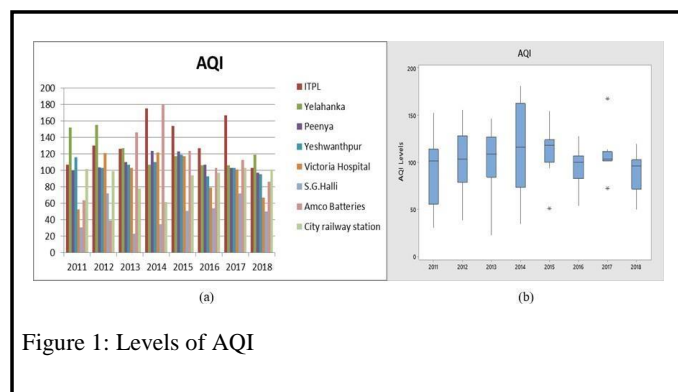 AQI
200
180
160
140
120
100
80
60
40
20
0
2011 2012 2013 2014 2015 2016 2017 2018
ITPL
Yelahanka
Peenya
Yeshwanthpur
Victoria Hospital
S.G.Halli
Amco Batteries
City railway station
(a)
AQI
AQI Levels
200
150
100
50
0
2011 2012 2013 2014 2015 2016 2017 2018
(b)
Figure 1: Levels of AQI